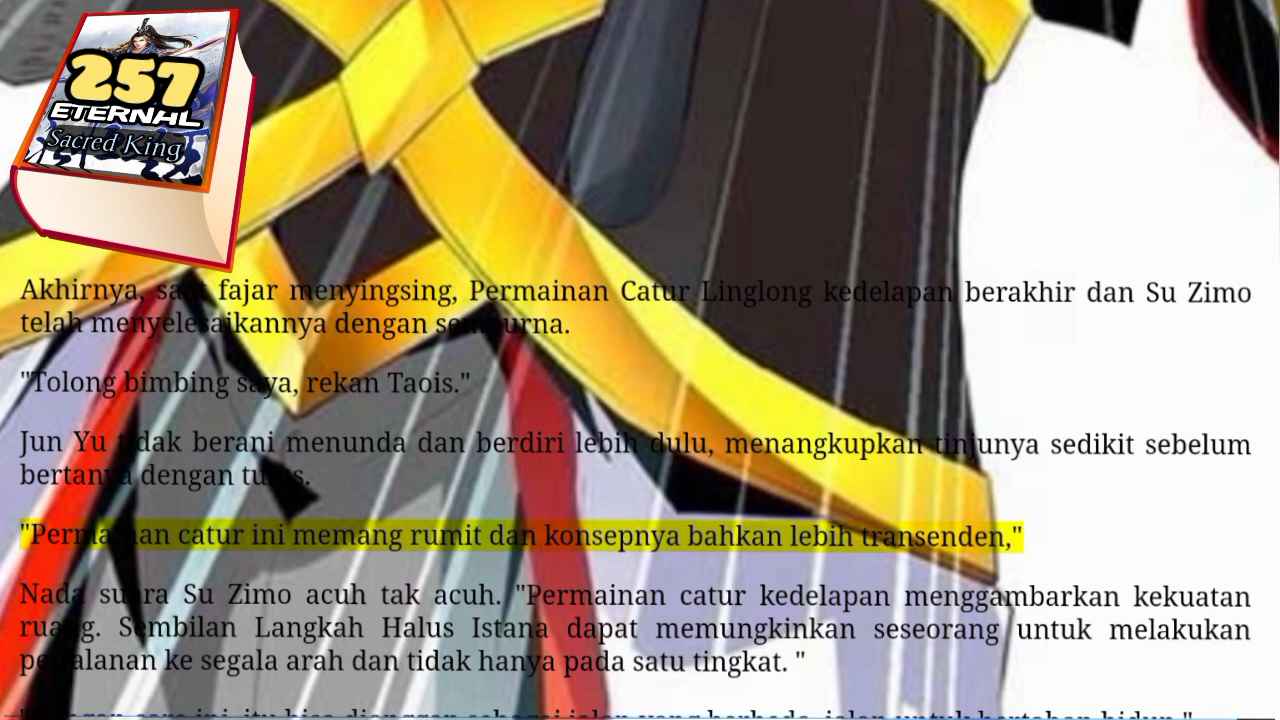 257
ETERNAL
Sacred King
Akhirnya, saat fajar menyingsing, Permainan Catur Linglong kedelapan berakhir dan Su Zimo
telah menyelesaikannya dengan sempurna.
"Tolong bimbing saya, rekan Taois."
Jun Yu tidak berani menunda dan berdiri lebih dulu, menangkupkan tinjunya sedikit sebelum
bertanya dengan tulus.
"Permainan catur ini memang rumit dan konsepnya bahkan lebih transenden,"
Nada suara Su Zimo acuh tak acuh. "Permainan catur kedelapan menggambarkan kekuatan
ruang. Sembilan Langkah Halus Istana dapat memungkinkan seseorang untuk melakukan
perjalanan ke segala arah dan tidak hanya pada satu tingkat. "